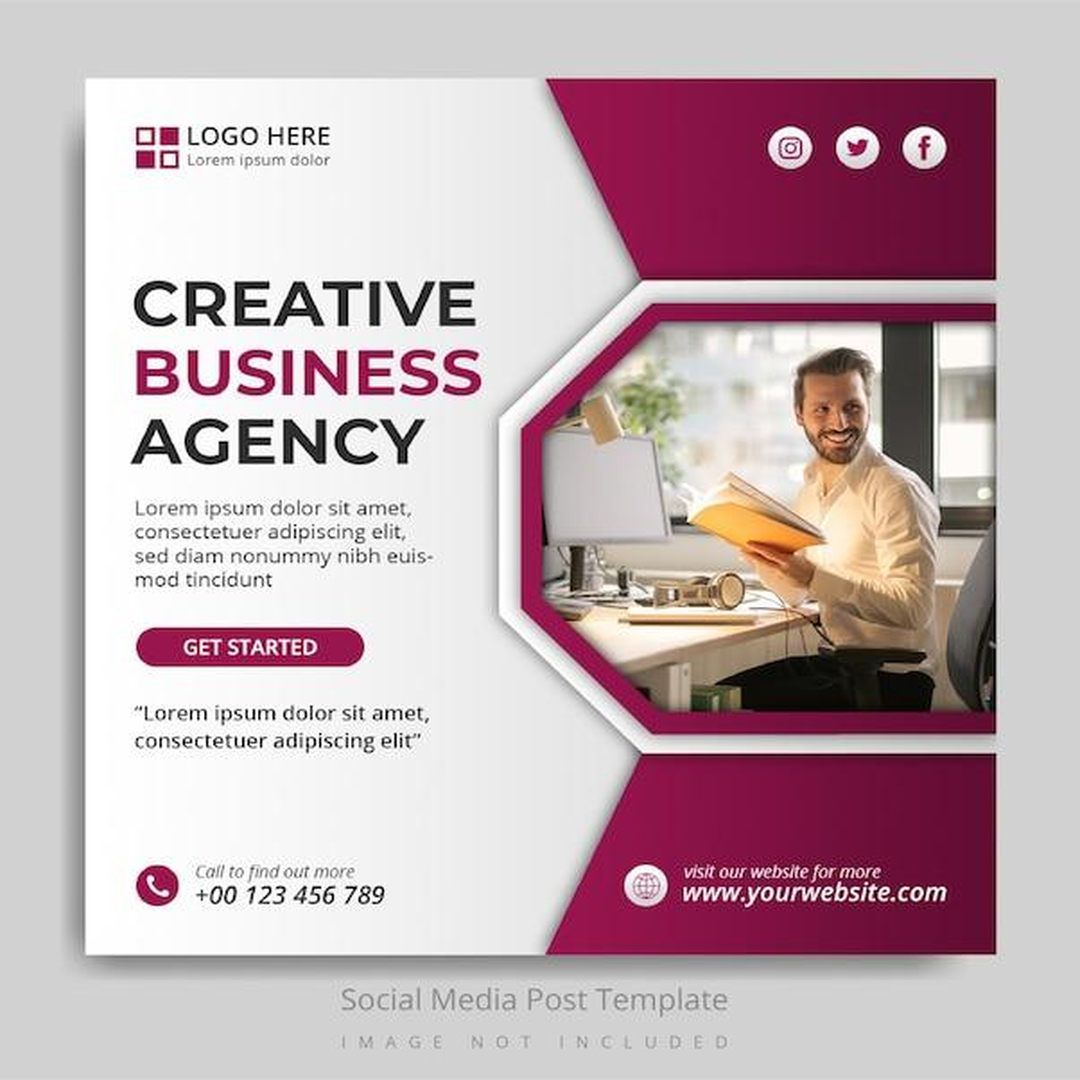 LOGO HERE
Lorem ipsum dolor
CREATIVE
BUSINESS
AGENCY
Lorem ipsum dolor sit amet,
consectetuer adipiscing elit,
sed diam nonummy nibh euis-
mod tincidunt
GET STARTED
“Lorem ipsum dolor sit amet,
consectetuer adipiscing elit”
Call to find out more
+00 123 456 789
visit our website for more
www.yourwebsite.com
Social Media Post Template
IMAGE NOT INCLUDED